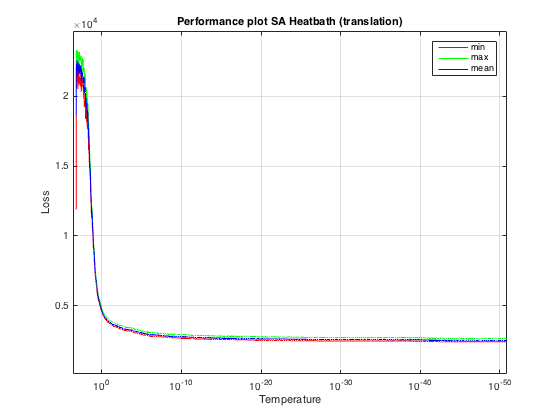 Performance plot SA Heatbath (translation)
×10⁴
min
max
mean
2
1.5
1
0.5
Loss
10⁰
10⁻¹⁰
10⁻²⁰
10⁻³⁰
10⁻⁴⁰
10⁻⁵⁰
Temperature